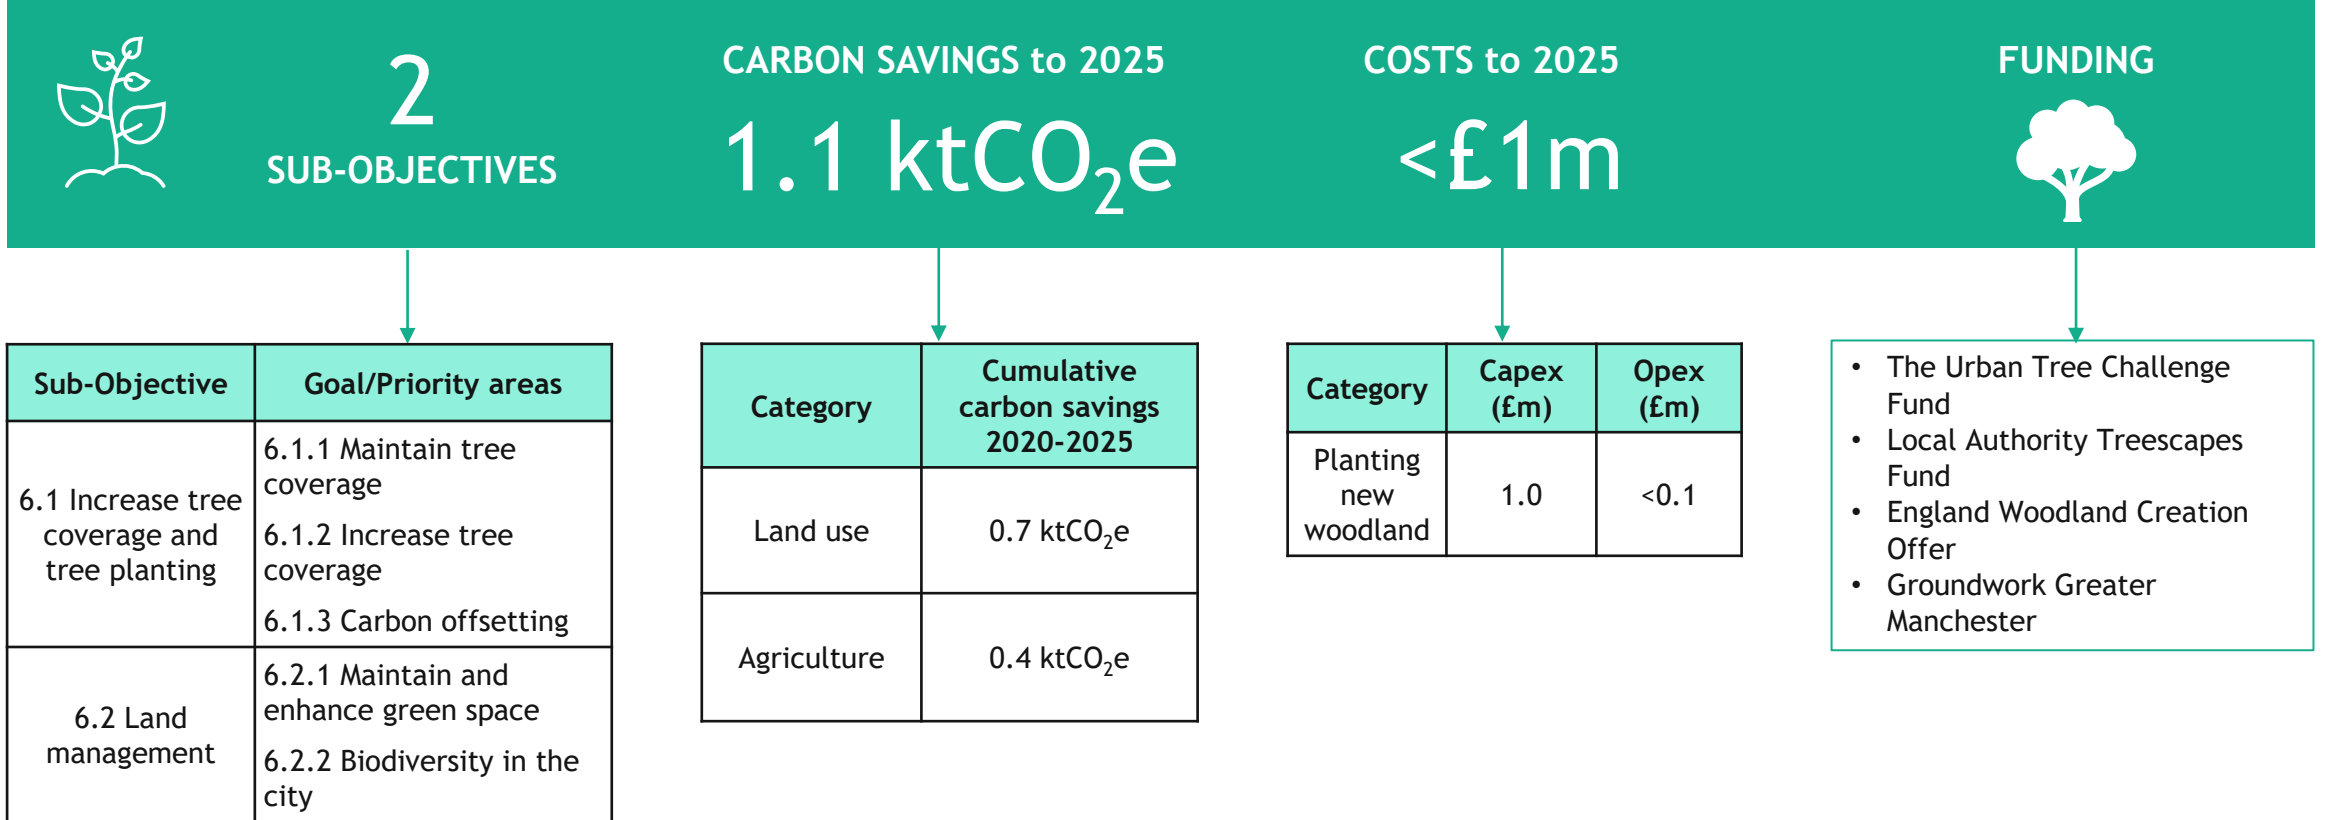 2
SUB-OBJECTIVES
CARBON SAVINGS to 2025
1.1 ktCO₂e
COSTS to 2025
<£1m
FUNDING
Sub-Objective
Goal/Priority areas
6.1 Increase tree
coverage and
tree planting
6.1.1 Maintain tree
coverage
6.1.2 Increase tree
coverage
6.1.3 Carbon offsetting
6.2 Land
management
6.2.1 Maintain and
enhance green space
6.2.2 Biodiversity in the
city
Category
Cumulative
carbon savings
2020-2025
Land use
0.7 ktCO₂e
Agriculture
0.4 ktCO₂e
Category
Capex
(£m)
Opex
(£m)
Planting
new
woodland
1.0
<0.1
• The Urban Tree Challenge
Fund
• Local Authority Treescapes
Fund
• England Woodland Creation
Offer
• Groundwork Greater
Manchester